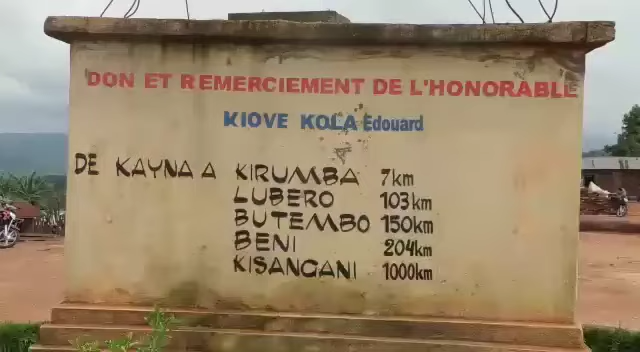 DON ET REMERCIEMENT DE L'HONORABLE
KIOVE KOLA Edouard
DE KAYNA A KIRUMBA 7km
LUBERO 103km
BUTEMBO 150km
BENI 204km
KISANGANI 1000km